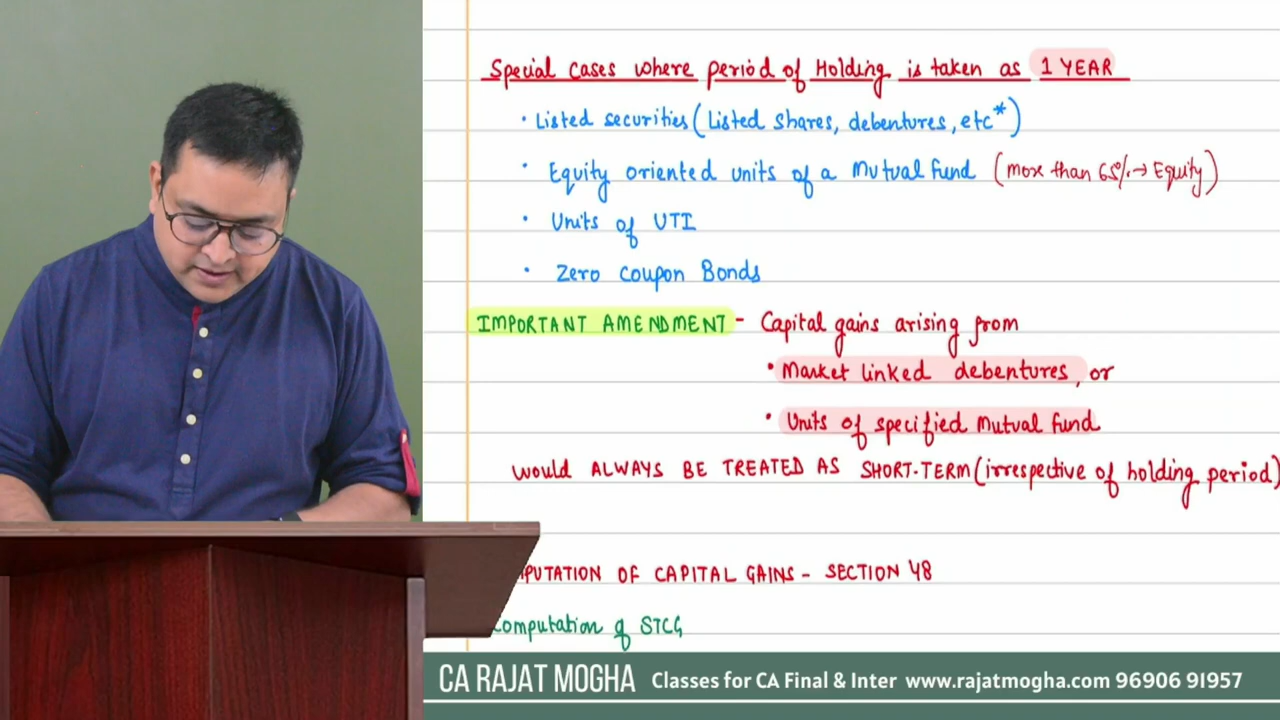 Special cases where period of Holding is taken as 1 YEAR
• Listed securities (Listed shares, debentures, etc*)
• Equity oriented units of a Mutual Fund (more than 65% → Equity)
• Units of UTI
• Zero Coupon Bonds
IMPORTANT AMENDMENT - Capital gains arising from
• Market linked debentures, or
• Units of specified Mutual fund
would ALWAYS BE TREATED AS SHORT-TERM (irrespective of holding period)
OF CAPITAL GAINS - SECTION 48
Computation of STCG
CA RAJAT MOGHA Classes for CA Final & Inter www.rajatmogha.com 96906 91957